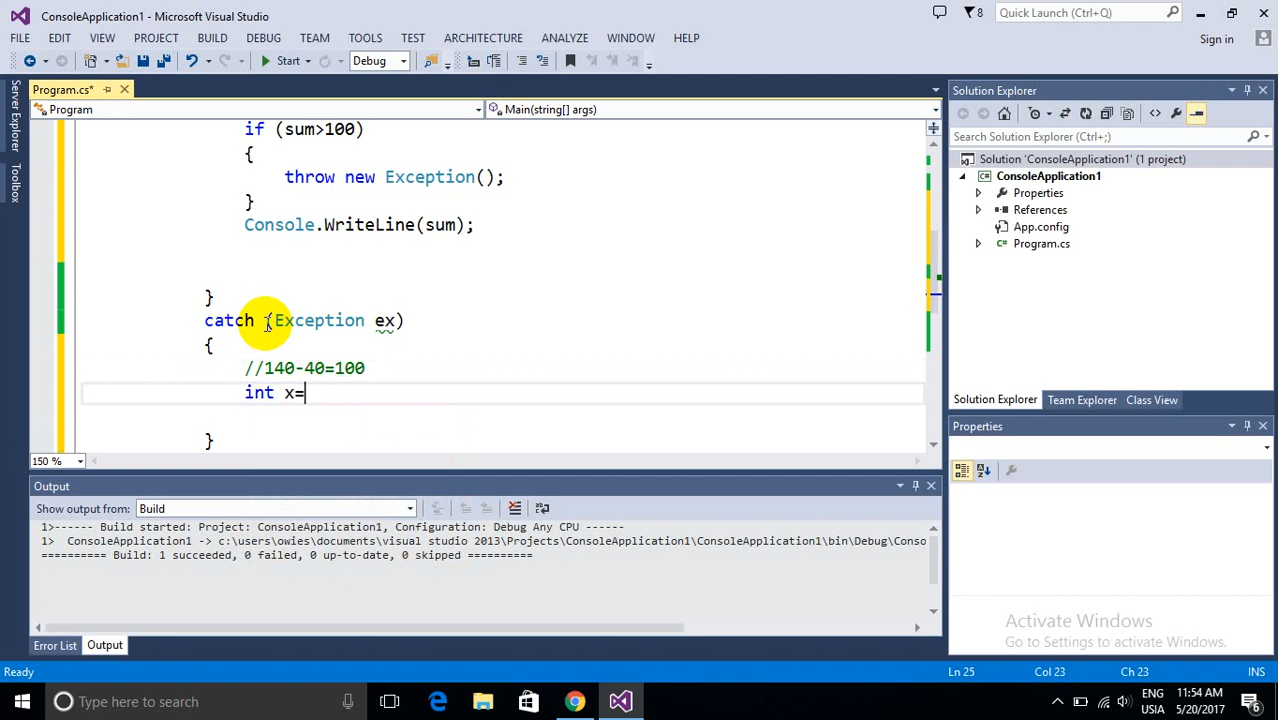 ConsoleApplication1 - Microsoft Visual Studio
8
Quick Launch (Ctrl+Q)
FILE EDIT VIEW PROJECT BUILD DEBUG TEAM TOOLS TEST ARCHITECTURE ANALYZE WINDOW HELP
Sign in
Start Debug
Server Explorer
Toolbox
Program.cs*
Program
Main(string[] args)
if (sum>100)
{
throw new Exception();
}
Console.WriteLine(sum);
}
catch (Exception ex)
{
//140-40=100
int x=
}
150 %
Output
Show output from: Build
1>------ Build started: Project: ConsoleApplication1, Configuration: Debug Any CPU ------
1> ConsoleApplication1 -> c:\users\owies\documents\visual studio 2013\Projects\ConsoleApplication1\ConsoleApplication1\bin\Debug\Conso
========== Build: 1 succeeded, 0 failed, 0 up-to-date, 0 skipped ==========
Error List Output
Solution Explorer
Search Solution Explorer (Ctrl+;)
Solution 'ConsoleApplication1' (1 project)
ConsoleApplication1
Properties
References
App.config
Program.cs
Solution Explorer Team Explorer Class View
Properties
Activate Windows
Go to Settings to activate Windows.
Ready
Ln 25 Col 23 Ch 23 INS
Type here to search
ENG
USIA
11:54 AM
5/20/2017
6